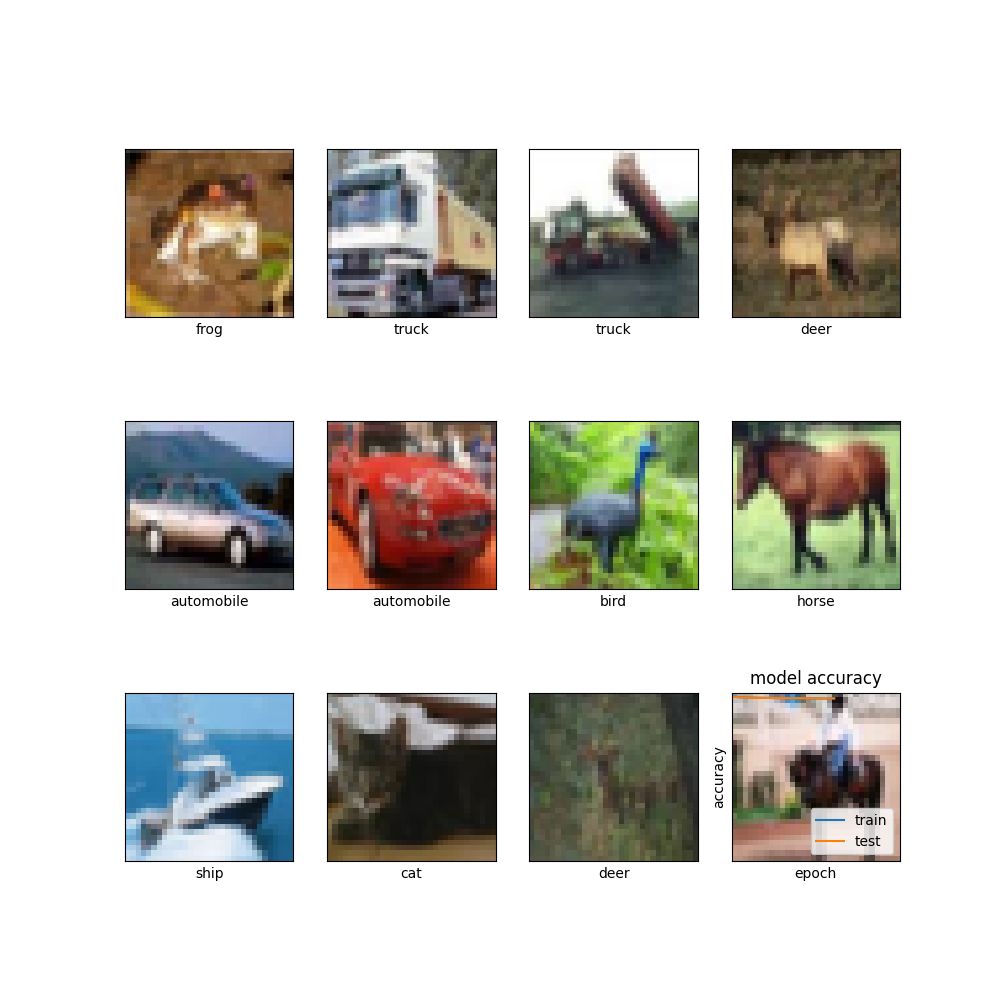 frog
truck
truck
deer
automobile
automobile
bird
horse
model accuracy
accuracy
train
test
ship
cat
deer
epoch